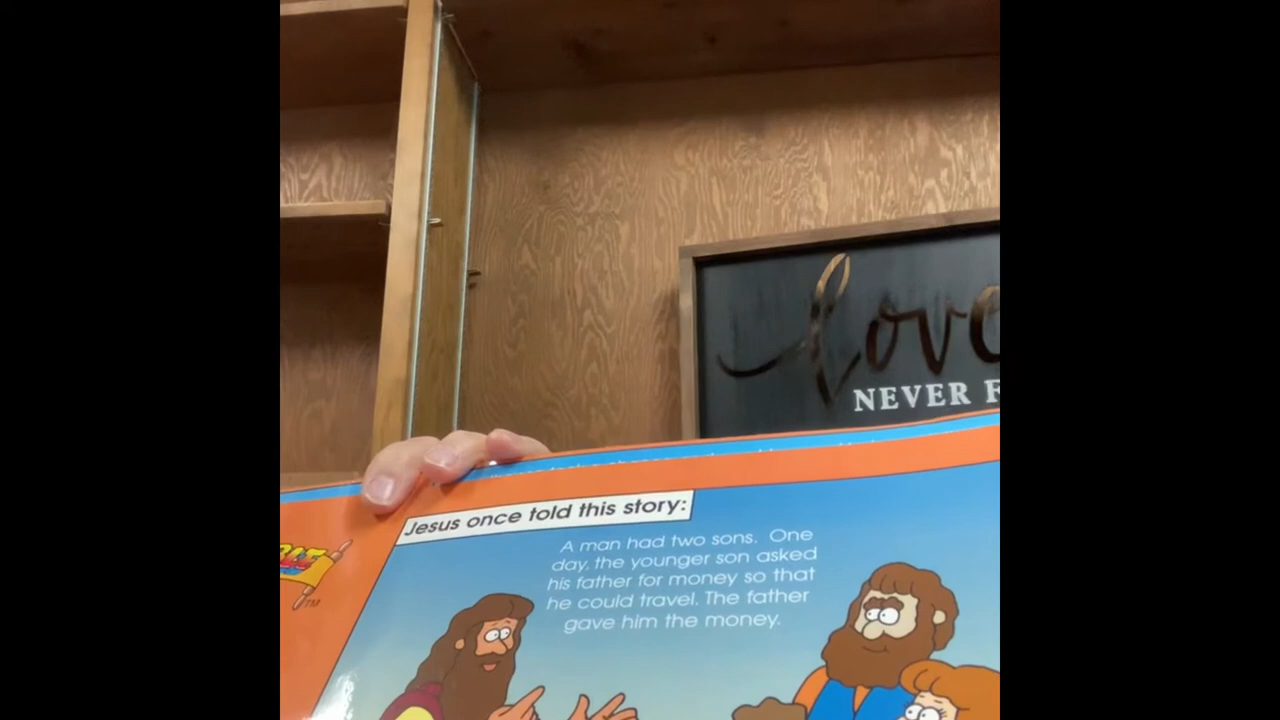 love
NEVER
Jesus once told this story:
A man had two sons. One
day, the younger son asked
his father for money so that
he could travel. The father
gave him the money.
TM